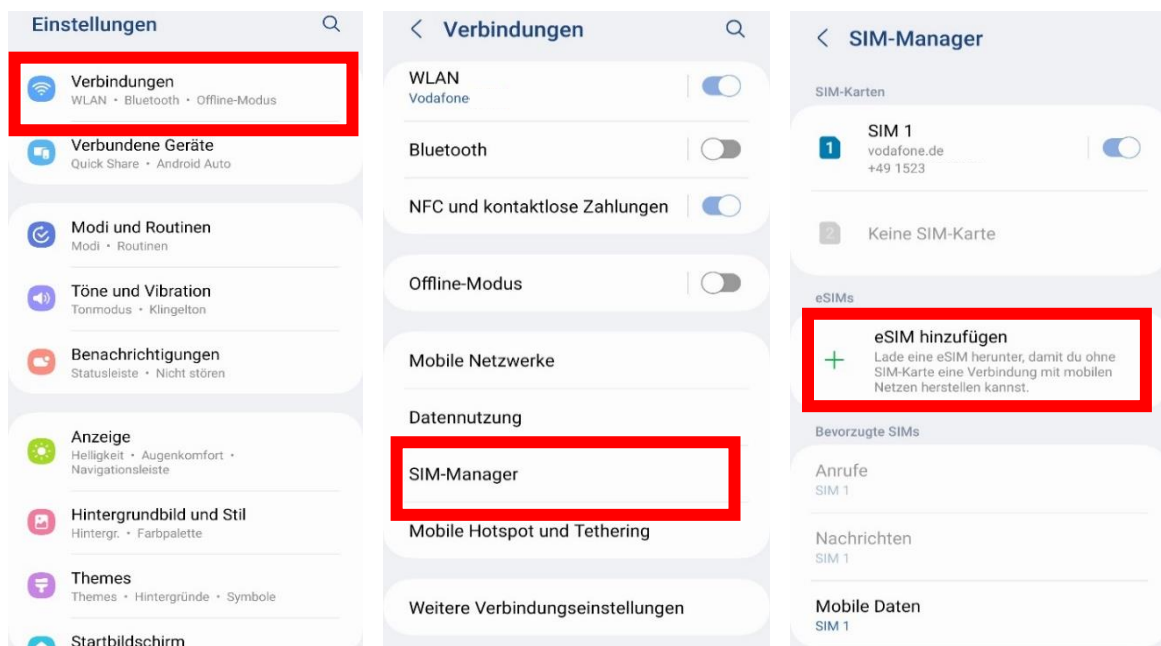 Einstellungen
Verbindungen
WLAN • Bluetooth • Offline-Modus
Verbundene Geräte
Quick Share • Android Auto
Modi und Routinen
Modi • Routinen
Töne und Vibration
Tonmodus • Klingelton
Benachrichtigungen
Statusleiste • Nicht stören
Anzeige
Helligkeit • Augenkomfort •
Navigationsleiste
Hintergrundbild und Stil
Hintergr. • Farbpalette
Themes
Themes • Hintergründe • Symbole
Startbildschirm
Verbindungen
WLAN
Vodafone
Bluetooth
NFC und kontaktlose Zahlungen
Offline-Modus
Mobile Netzwerke
Datennutzung
SIM-Manager
Mobile Hotspot und Tethering
Weitere Verbindungseinstellungen
SIM-Manager
SIM-Karten
1
SIM 1
vodafone.de
+49 1523
2
Keine SIM-Karte
eSIMs
eSIM hinzufügen
Lade eine eSIM herunter, damit du ohne
SIM-Karte eine Verbindung mit mobilen
Netzen herstellen kannst.
Bevorzugte SIMs
Anrufe
SIM 1
Nachrichten
SIM 1
Mobile Daten
SIM 1